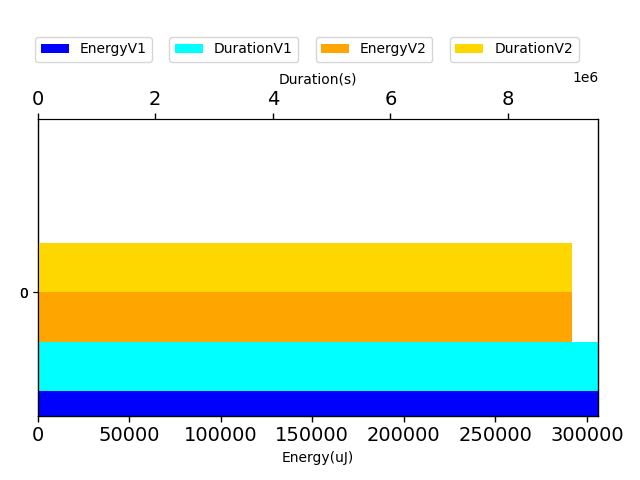 EnergyV1 DurationV1 EnergyV2 DurationV2
Duration(s)
1e6
0 2 4 6 8
0
0 50000 100000 150000 200000 250000 300000
Energy(uJ)